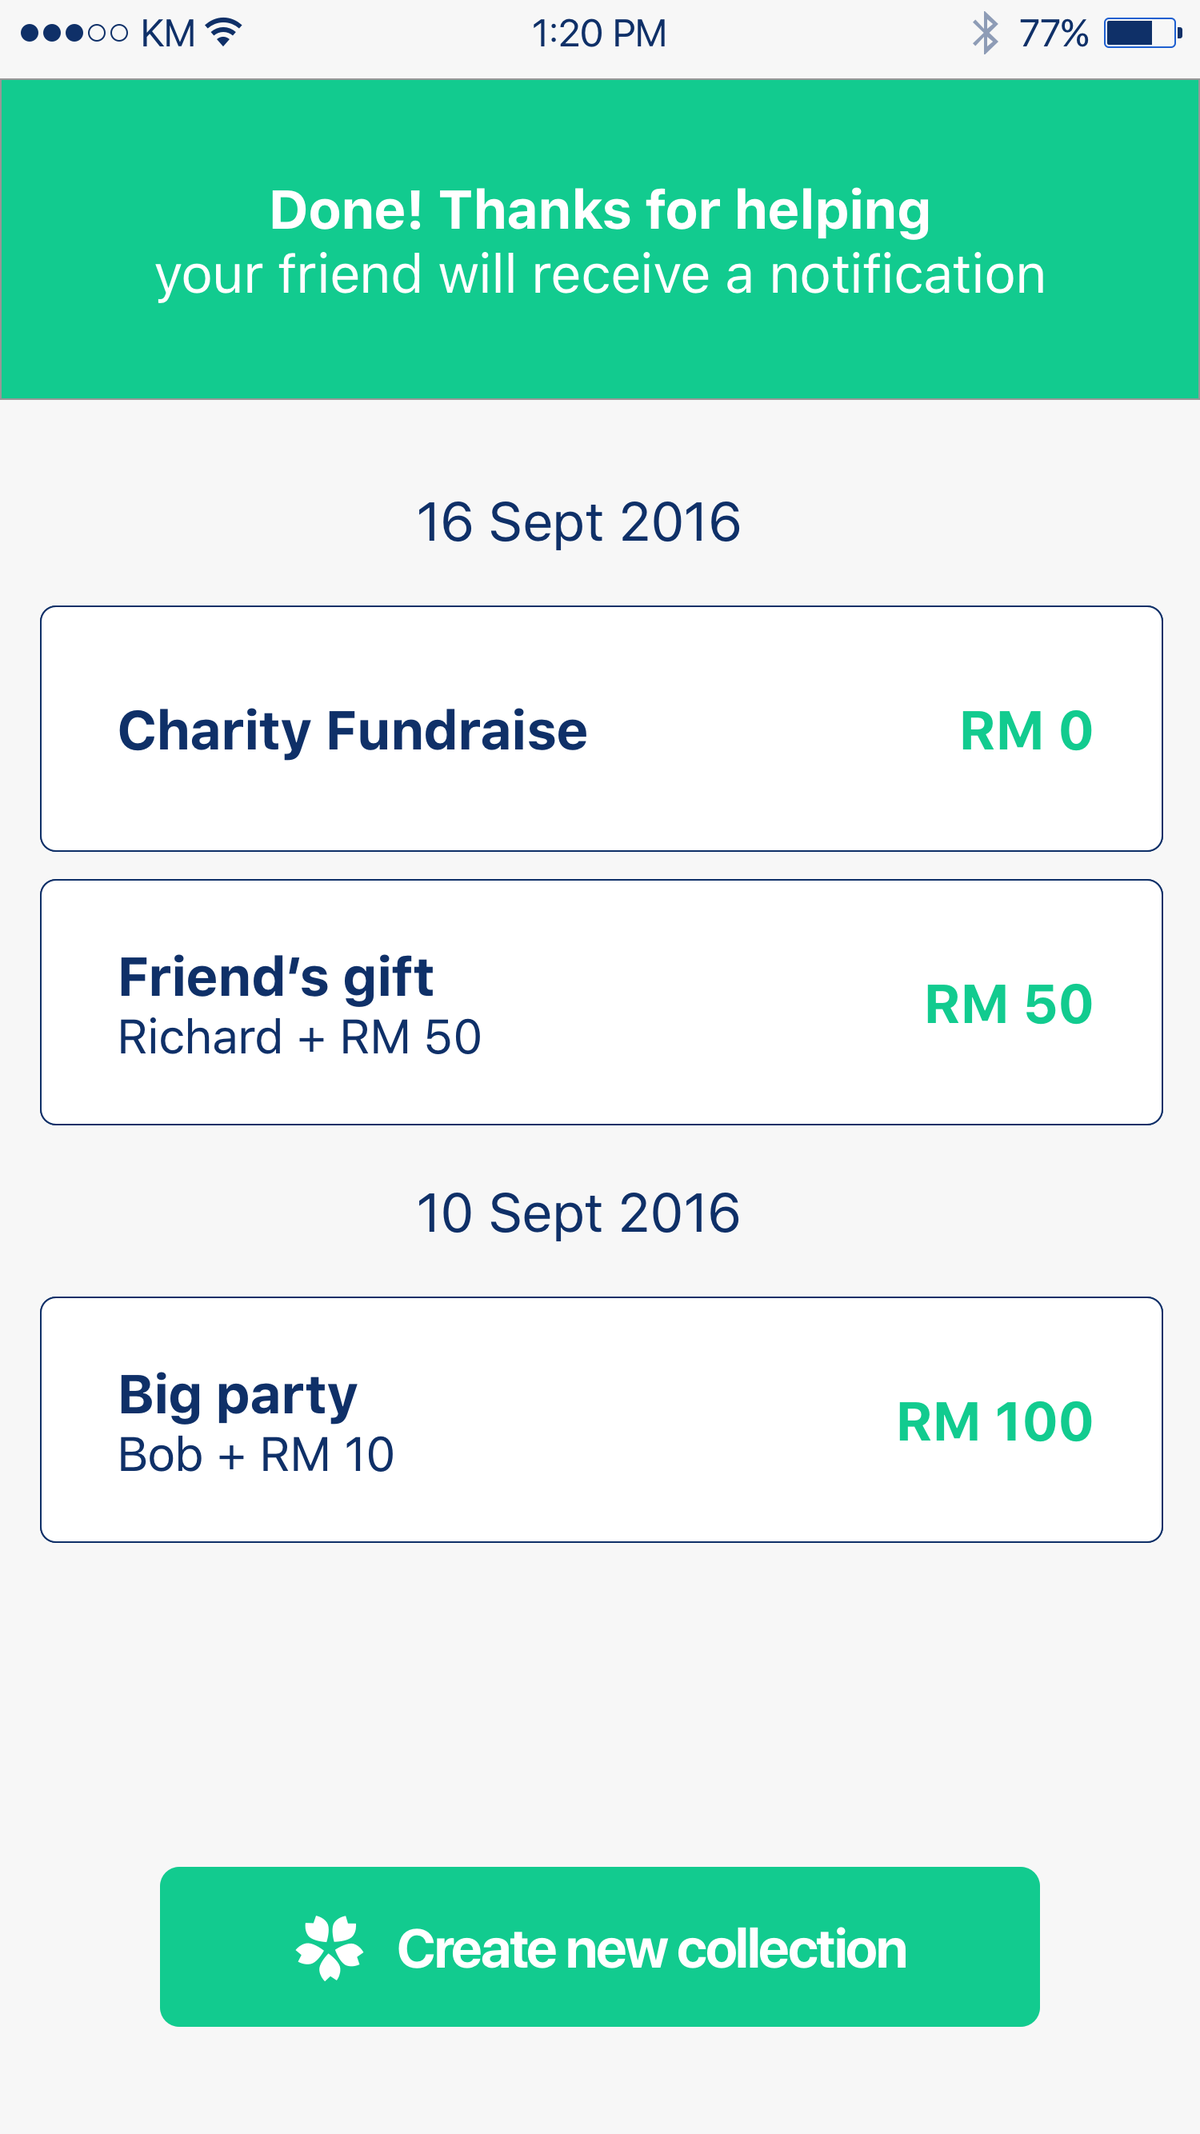 KM 1:20 PM 77%
Done! Thanks for helping
your friend will receive a notification
16 Sept 2016
Charity Fundraise RM 0
Friend’s gift
Richard + RM 50
RM 50
10 Sept 2016
Big party
Bob + RM 10
RM 100
Create new collection